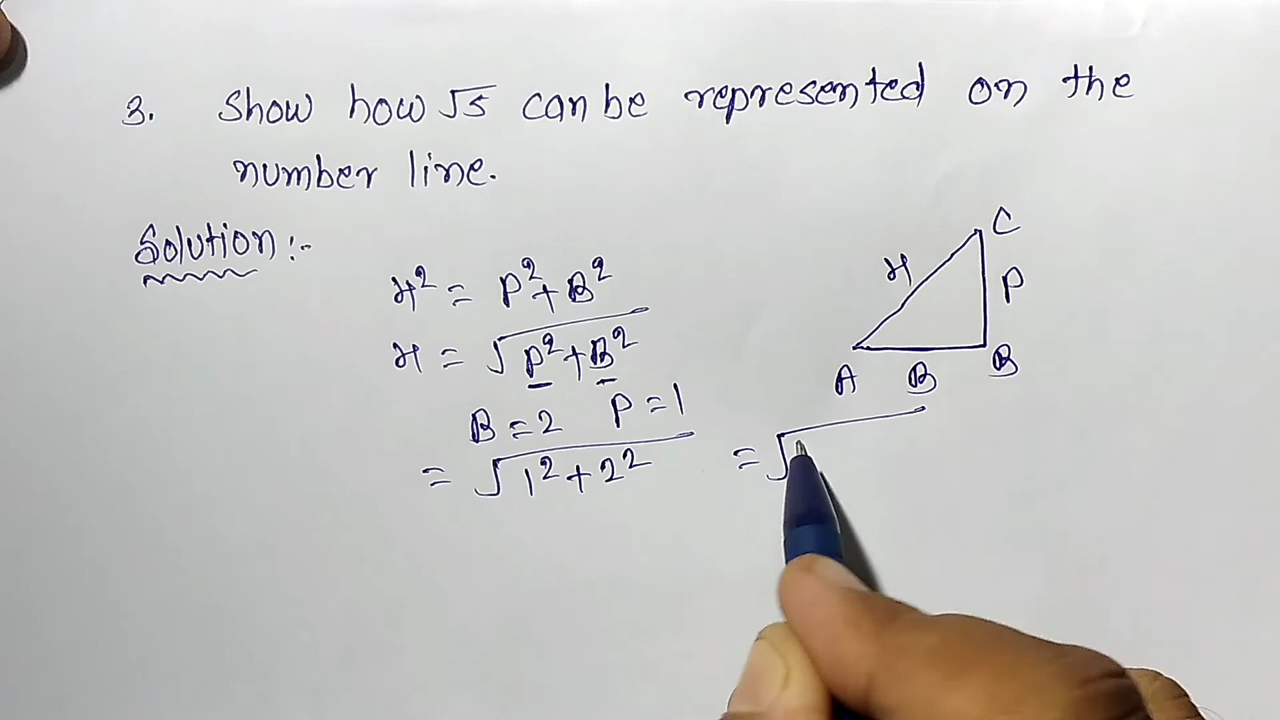 3. Show how √5 can be represented on the
number line.
Solution :-
H² = P² + B²
H = √P² + B²
B = 2 P = 1
= √1² + 2² = √
C
H
P
A B B